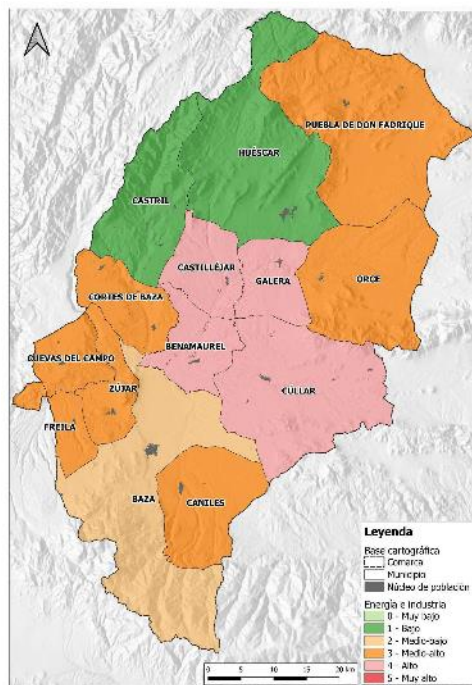 PUEBLA DE DON FADRIQUE
HUÉSCAR
CASTRIL
CASTILLÉJAR
GALERA
ORCE
CORTES DE BAZA
BENAMAUREL
CUEVAS DEL CAMPO
ZÚJAR
CÚLLAR
FREILA
BAZA
CANILES
Leyenda
Base cartográfica
Comarca
Municipio
Núcleo de población
Energía e industria
0 - Muy bajo
1 - Bajo
2 - Medio-bajo
3 - Medio-alto
4 - Alto
5 - Muy alto
0 5 10 15 20 km